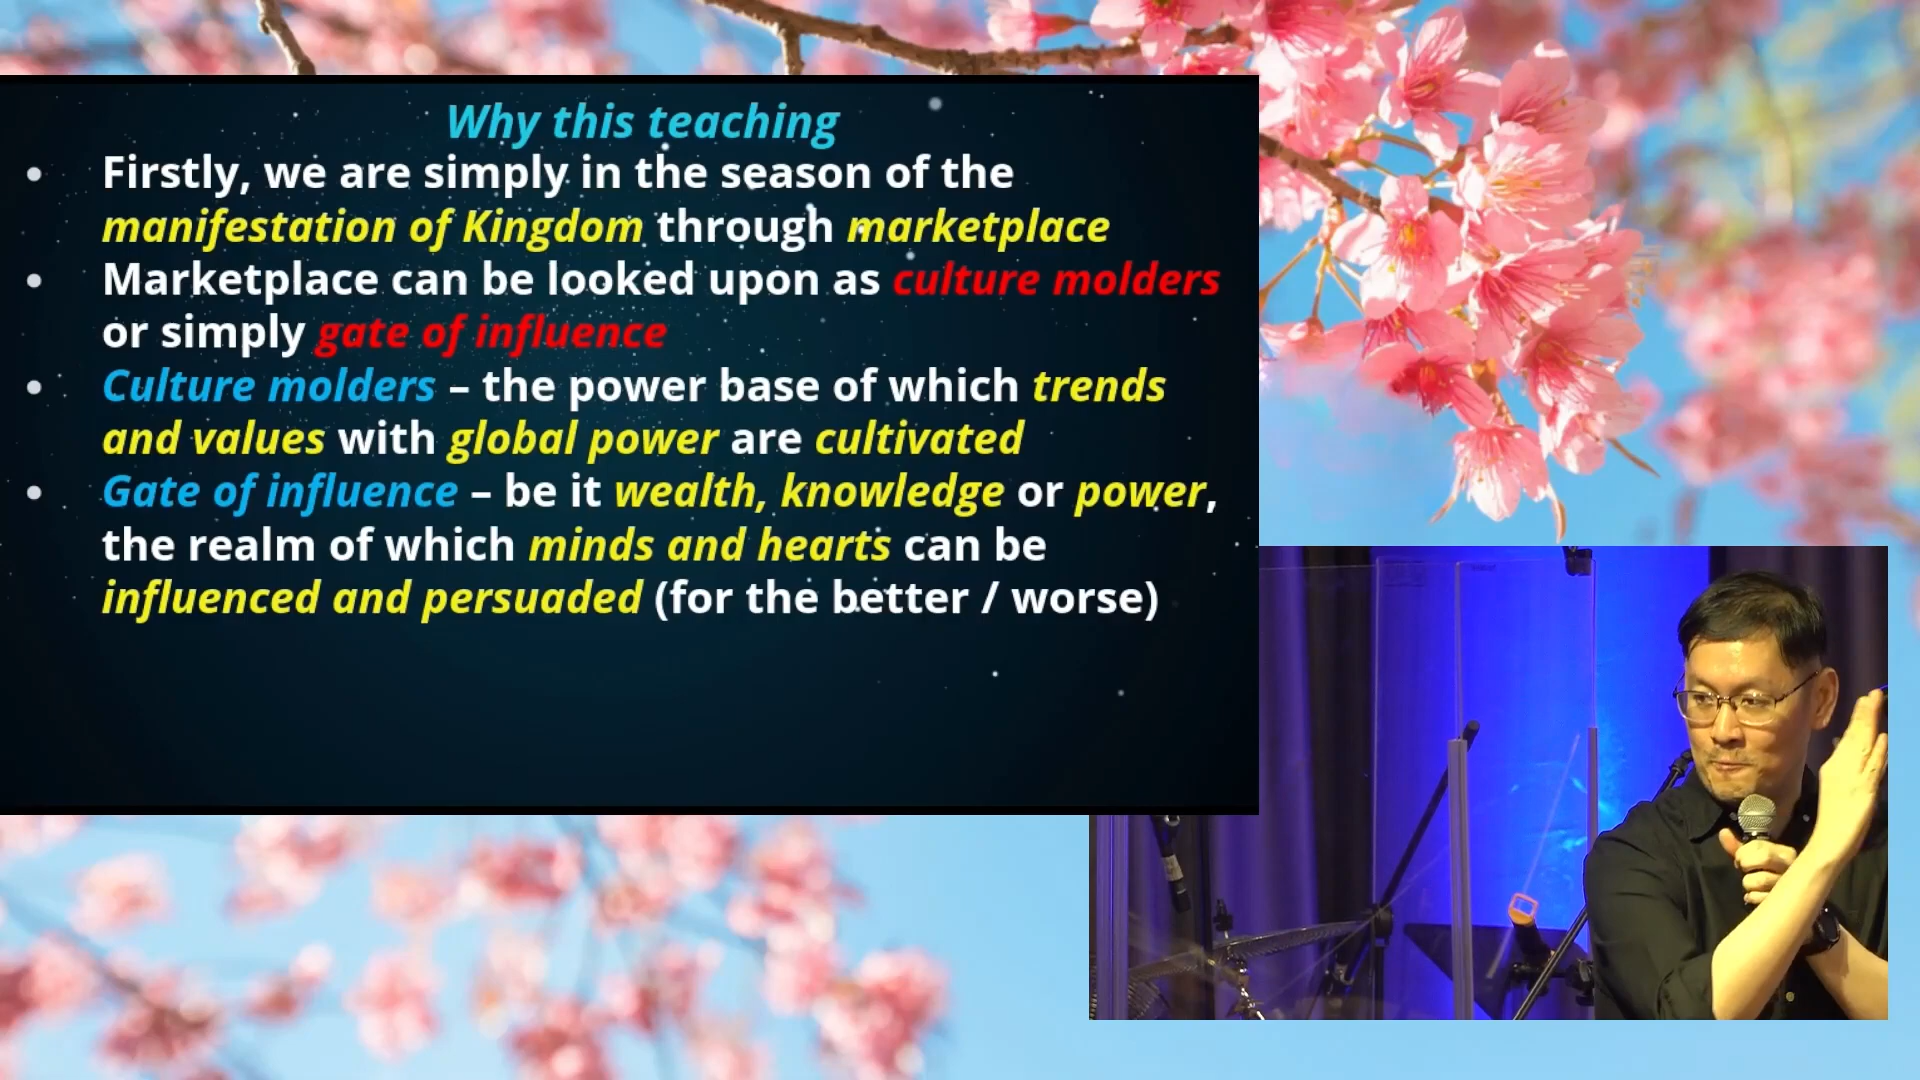 Why this teaching
• Firstly, we are simply in the season of the
manifestation of Kingdom through marketplace
• Marketplace can be looked upon as culture molders
or simply gate of influence
• Culture molders – the power base of which trends
and values with global power are cultivated
• Gate of influence – be it wealth, knowledge or power,
the realm of which minds and hearts can be
influenced and persuaded (for the better / worse)